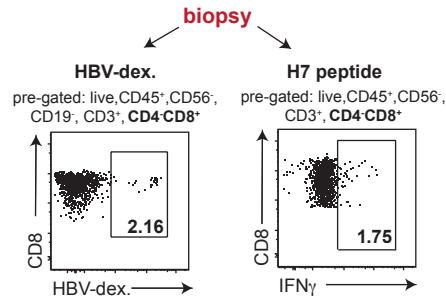 biopsy
HBV-dex.
pre-gated: live,CD45⁺,CD56⁻,
CD19⁻, CD3⁺, CD4⁻CD8⁺
CD8
2.16
HBV-dex.
H7 peptide
pre-gated: live,CD45⁺,CD56⁻,
CD3⁺, CD4⁻CD8⁺
CD8
1.75
IFNγ